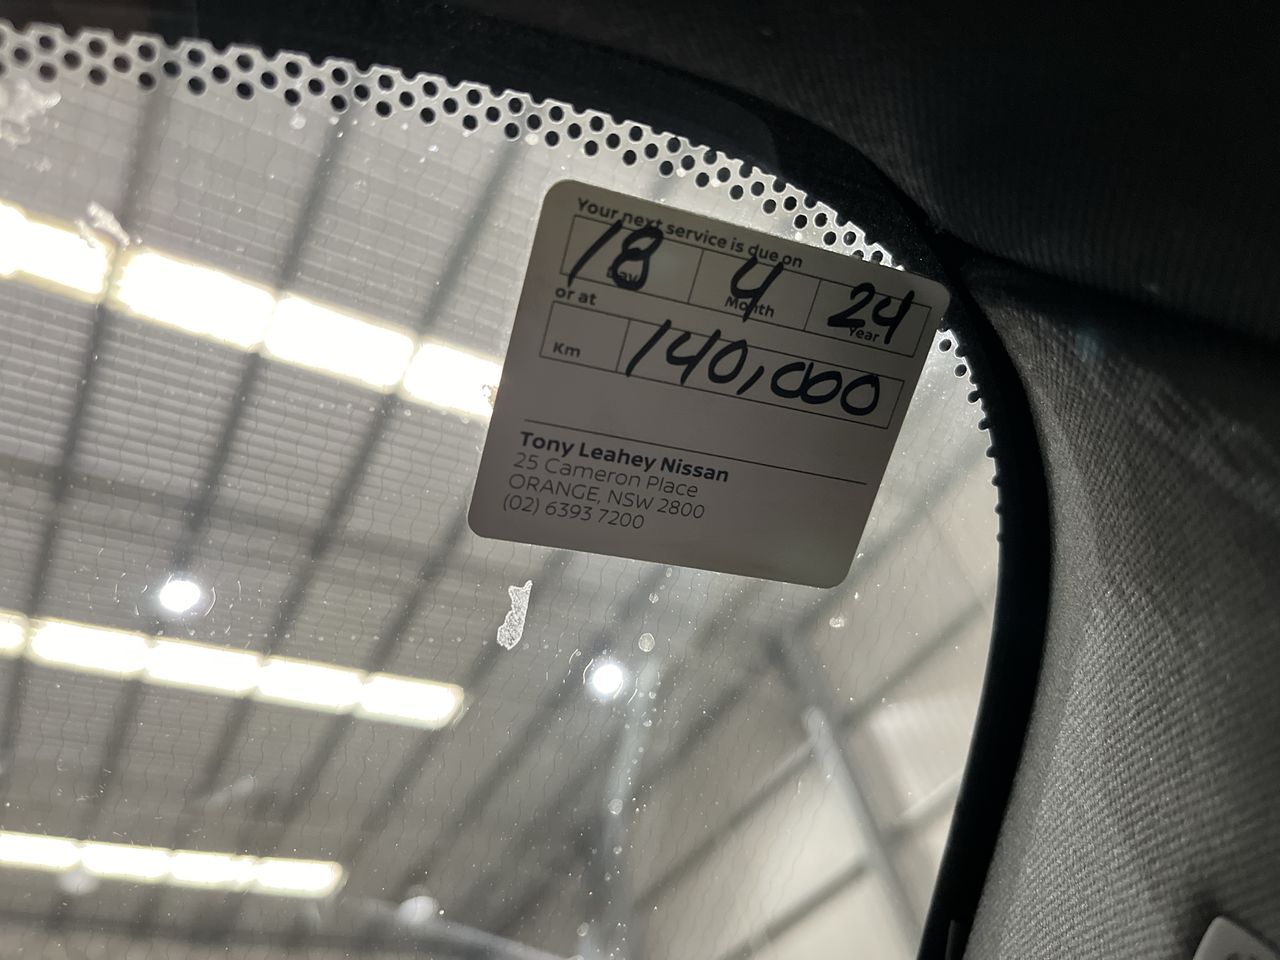 Your next service is due on
18 4 24
Day Month Year
or at
Km 140,000
Tony Leahey Nissan
25 Cameron Place
ORANGE, NSW 2800
(02) 6393 7200